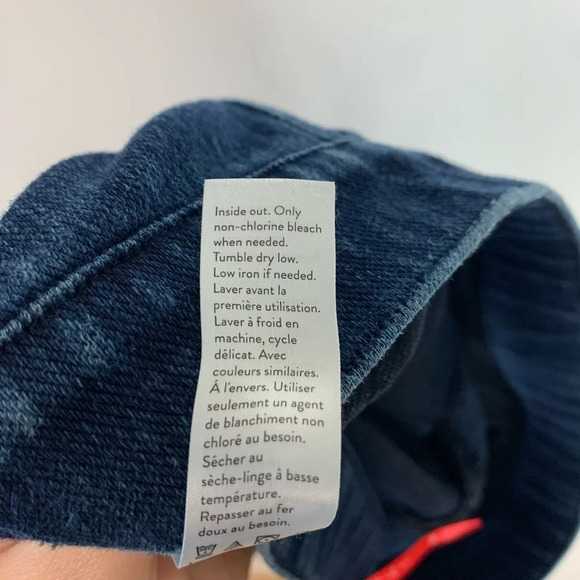 Inside out. Only
non-chlorine bleach
when needed.
Tumble dry low.
Low iron if needed.
Laver avant la
première utilisation.
Laver à froid en
machine, cycle
délicat. Avec
couleurs similaires.
À l'envers. Utiliser
seulement un agent
de blanchiment non
chloré au besoin.
Sécher au
sèche-linge à basse
température.
Repasser au fer
doux au besoin.